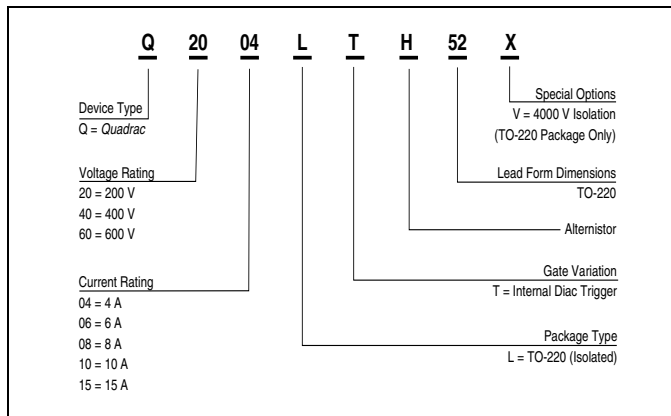 Q 20 04 L T H 52 X
Device Type
Q = Quadrac
Voltage Rating
20 = 200 V
40 = 400 V
60 = 600 V
Current Rating
04 = 4 A
06 = 6 A
08 = 8 A
10 = 10 A
15 = 15 A
Special Options
V = 4000 V Isolation
(TO-220 Package Only)
Lead Form Dimensions
TO-220
Alternistor
Gate Variation
T = Internal Diac Trigger
Package Type
L = TO-220 (Isolated)